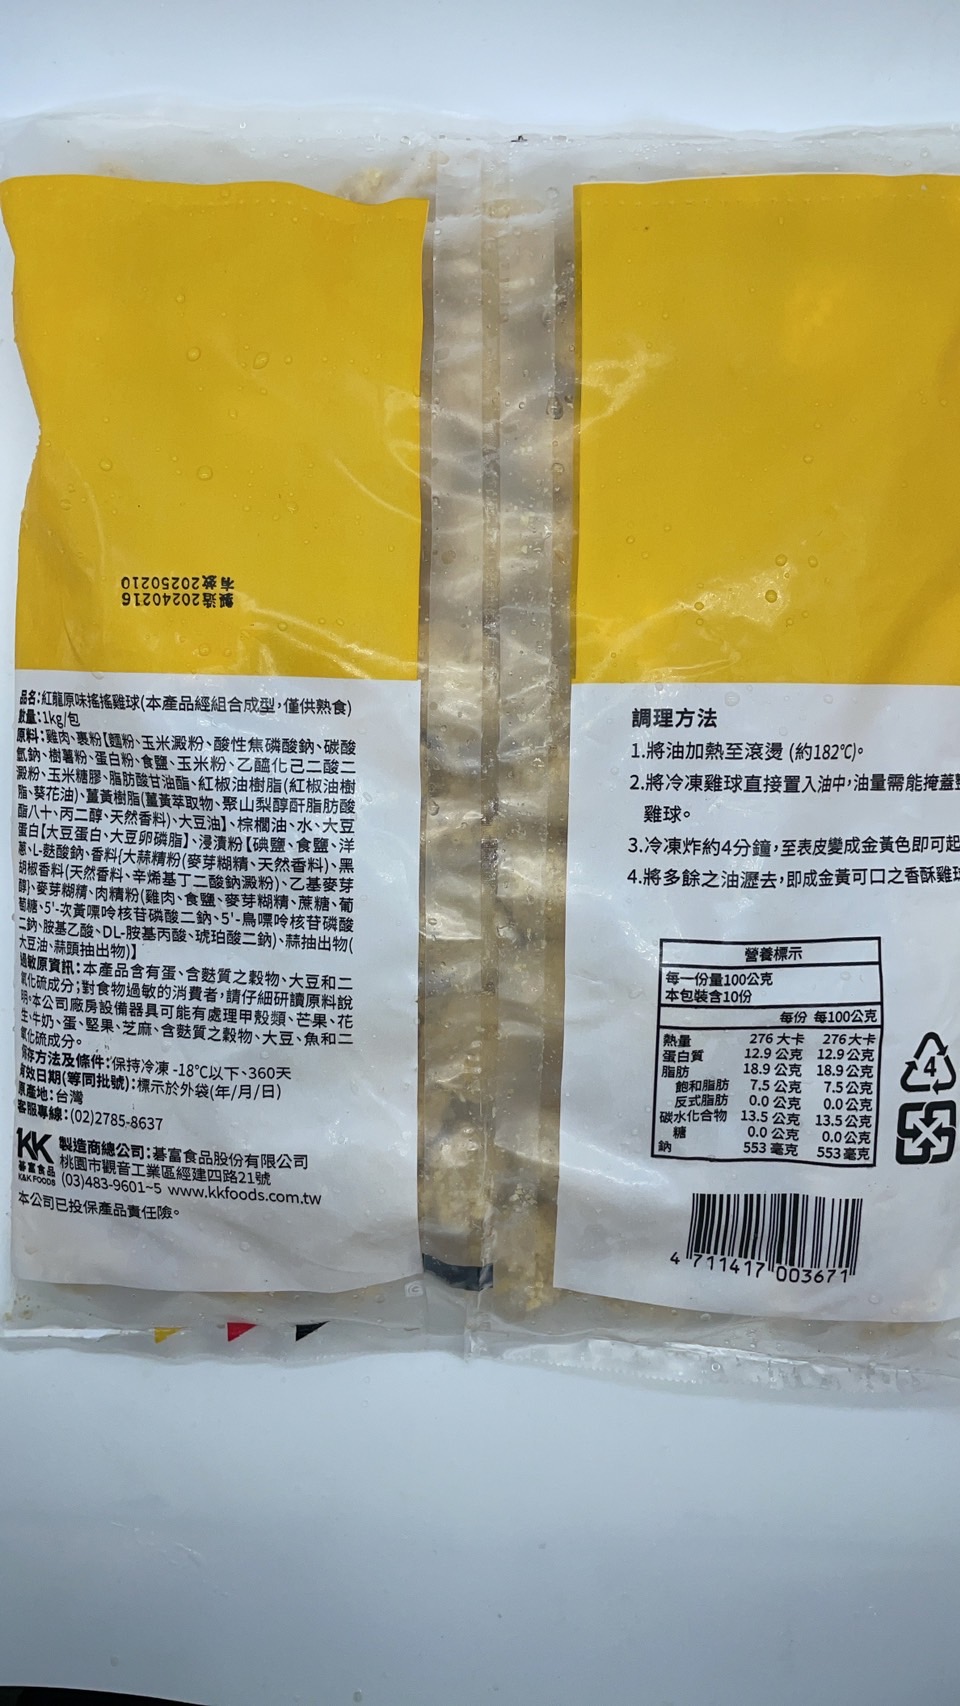 製造20240216
有效20250210
品名:紅龍原味搖搖雞球(本產品經組合成型,僅供熟食)
數量:1kg/包
原料:雞肉、裹粉【麵粉、玉米澱粉、酸性焦磷酸鈉、碳酸
氫鈉、樹薯粉、蛋白粉、食鹽、玉米粉、乙醯化己二酸二
澱粉、玉米糖膠、脂肪酸甘油酯、紅椒油樹脂(紅椒油樹
脂、葵花油)、薑黃樹脂(薑黃萃取物、聚山梨醇酐脂肪酸
酯八十、丙二醇、天然香料)、大豆油】、棕櫚油、水、大豆
蛋白【大豆蛋白、大豆卵磷脂】、浸漬粉【碘鹽、食鹽、洋
蔥、L-麩酸鈉、香料{大蒜精粉(麥芽糊精、天然香料)、黑
胡椒香料(天然香料、辛烯基丁二酸鈉澱粉)、乙基麥芽
醇}、麥芽糊精、肉精粉(雞肉、食鹽、麥芽糊精、蔗糖、葡
萄糖、5'-次黃嘌呤核苷磷酸二鈉、5'-鳥嘌呤核苷磷酸
二鈉、胺基乙酸、DL-胺基丙酸、琥珀酸二鈉)、蒜抽出物(
大豆油、蒜頭抽出物)】
過敏原資訊:本產品含有蛋、含麩質之穀物、大豆和二
氧化硫成分;對食物過敏的消費者,請仔細研讀原料說
明。本公司廠房設備器具可能有處理甲殼類、芒果、花
生、牛奶、蛋、堅果、芝麻、含麩質之穀物、大豆、魚和二
氧化硫成分。
保存方法及條件:保持冷凍 -18℃以下、360天
有效日期(等同批號):標示於外袋(年/月/日)
原產地:台灣
客服專線:(02)2785-8637
KK
碁富食品
K&K FOODS
製造商總公司:碁富食品股份有限公司
桃園市觀音工業區經建四路21號
(03)483-9601~5 www.kkfoods.com.tw
本公司已投保產品責任險。
調理方法
1.將油加熱至滾燙 (約182℃)。
2.將冷凍雞球直接置入油中,油量需能掩蓋整
雞球。
3.冷凍炸約4分鐘,至表皮變成金黃色即可起
4.將多餘之油瀝去,即成金黃可口之香酥雞球
營養標示
每一份量100公克
本包裝含10份
每份 每100公克
熱量 276 大卡 276 大卡
蛋白質 12.9 公克 12.9 公克
脂肪 18.9 公克 18.9 公克
飽和脂肪 7.5 公克 7.5 公克
反式脂肪 0.0 公克 0.0 公克
碳水化合物 13.5 公克 13.5 公克
糖 0.0 公克 0.0 公克
鈉 553 毫克 553 毫克
4
4 711417 003671